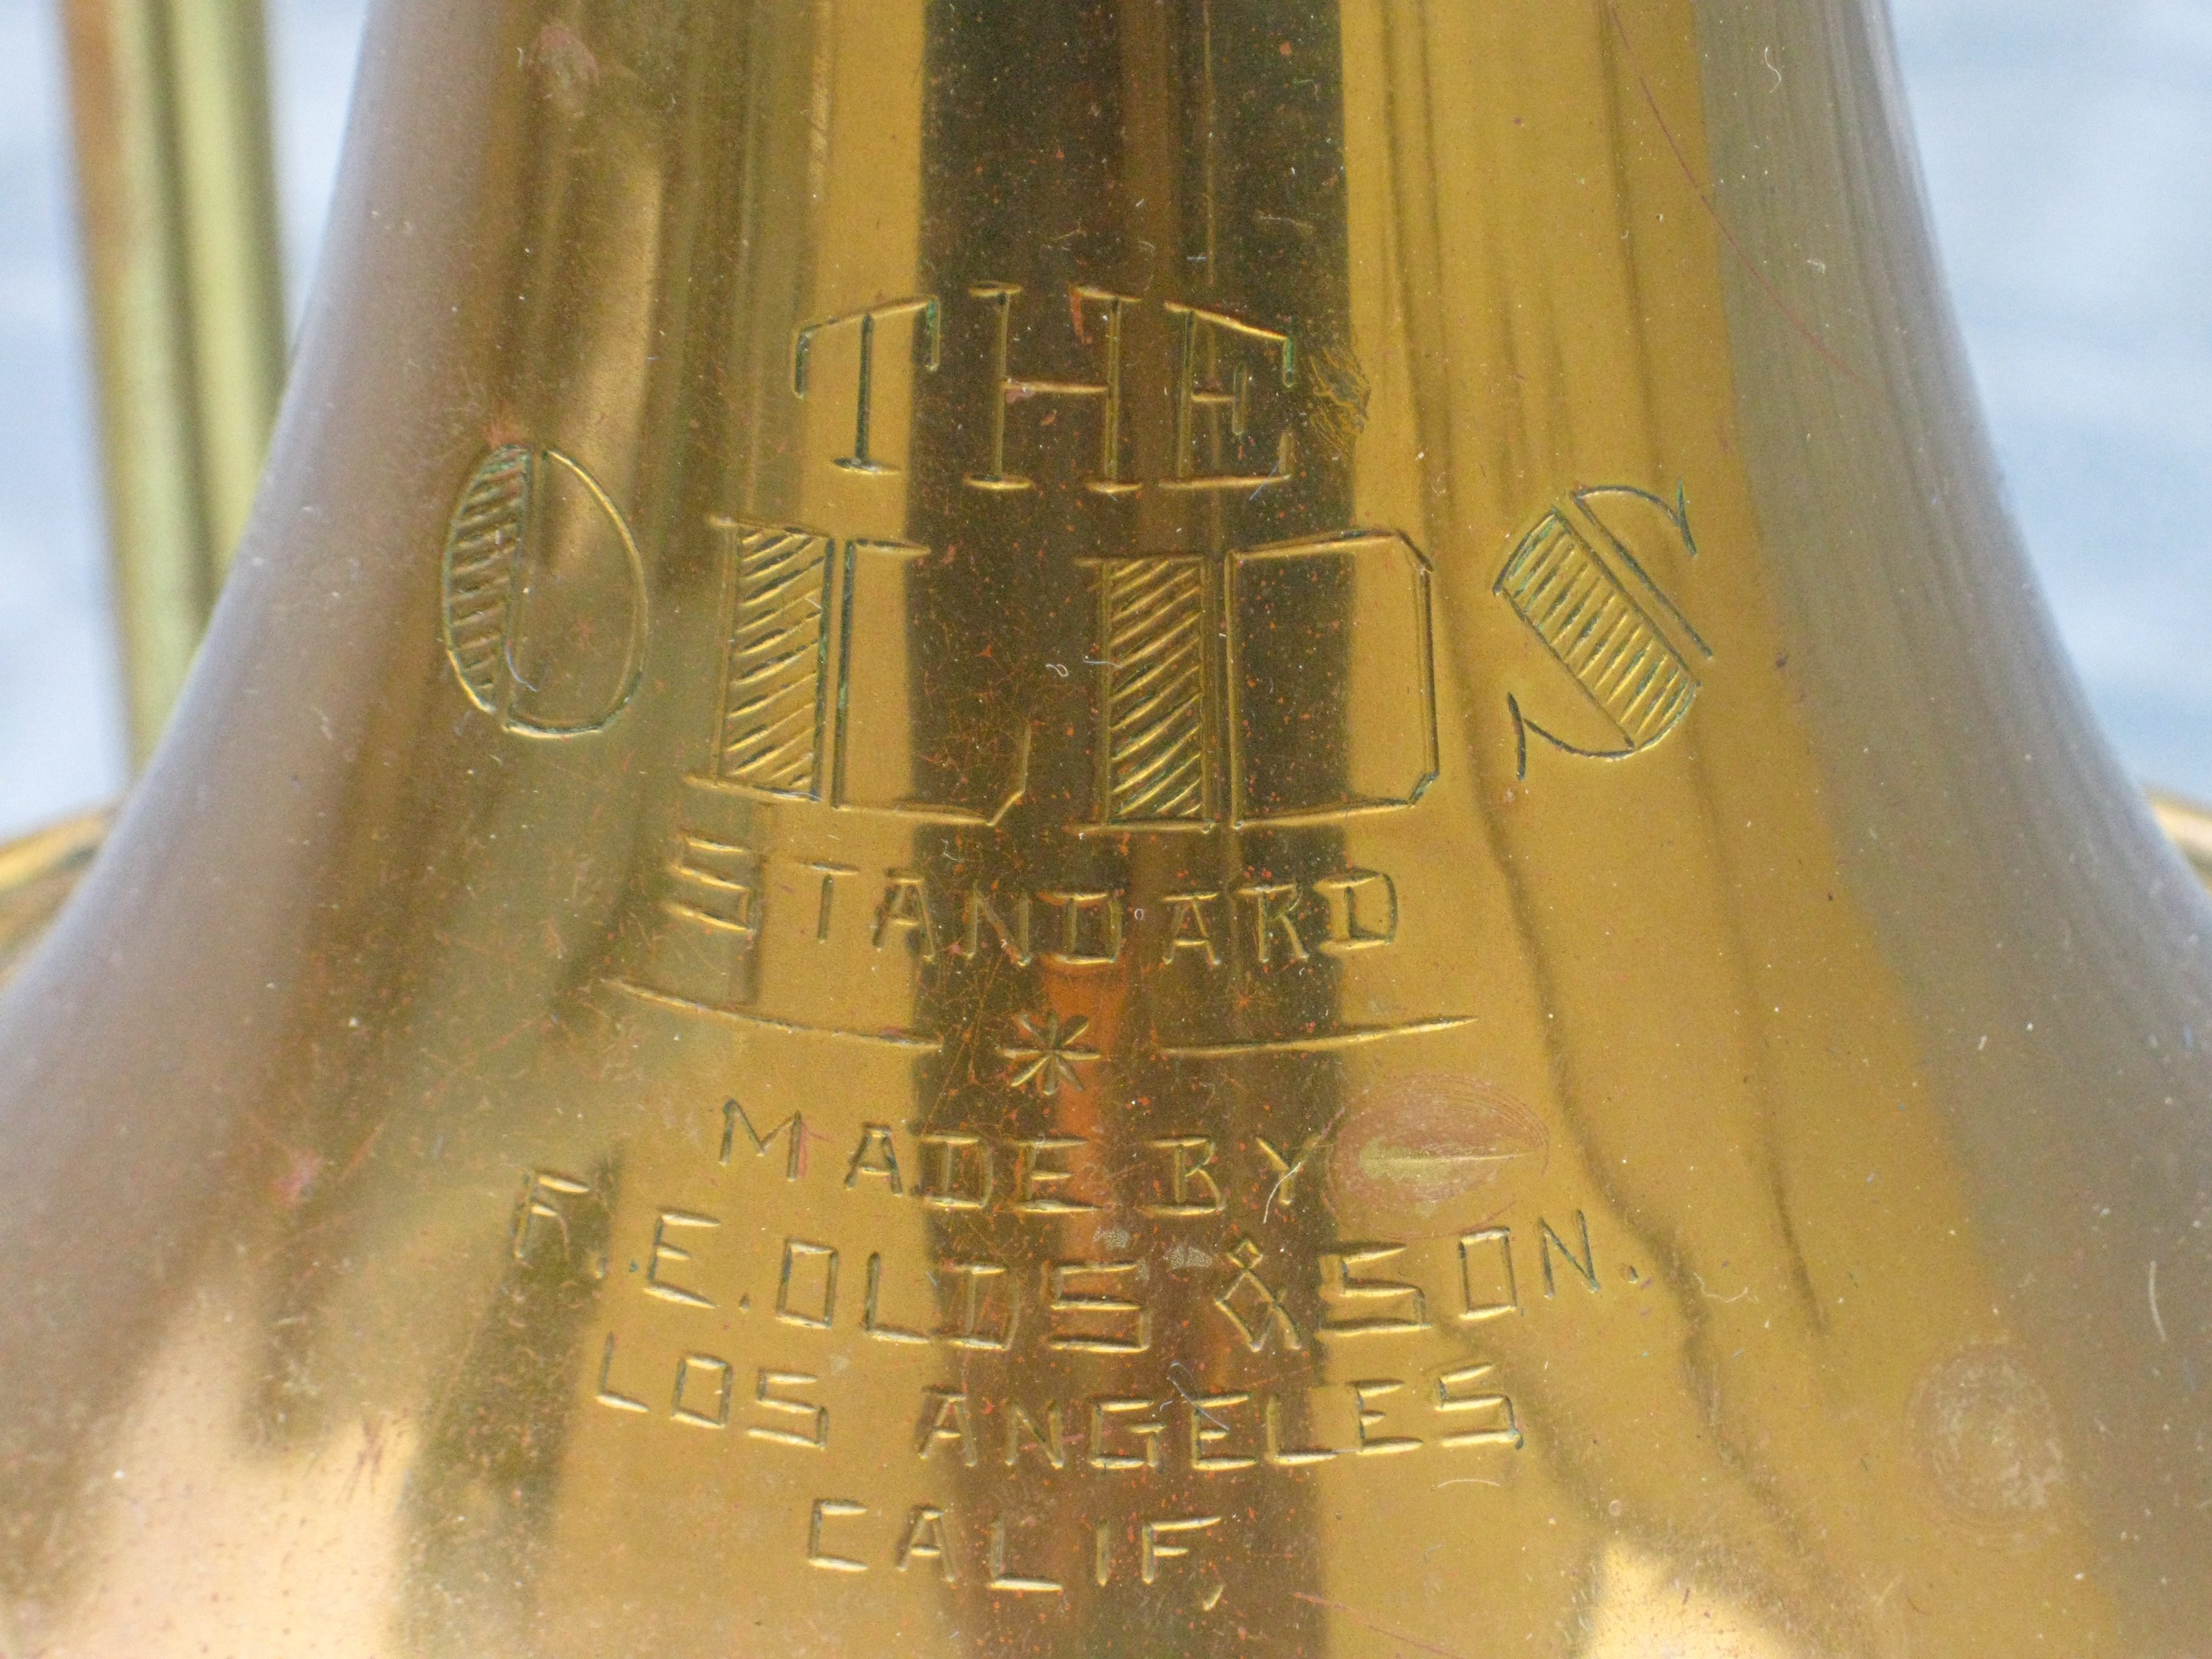 THE
OLDS
STANDARD
MADE BY
F.E.OLDS & SON.
LOS ANGELES
CALIF,